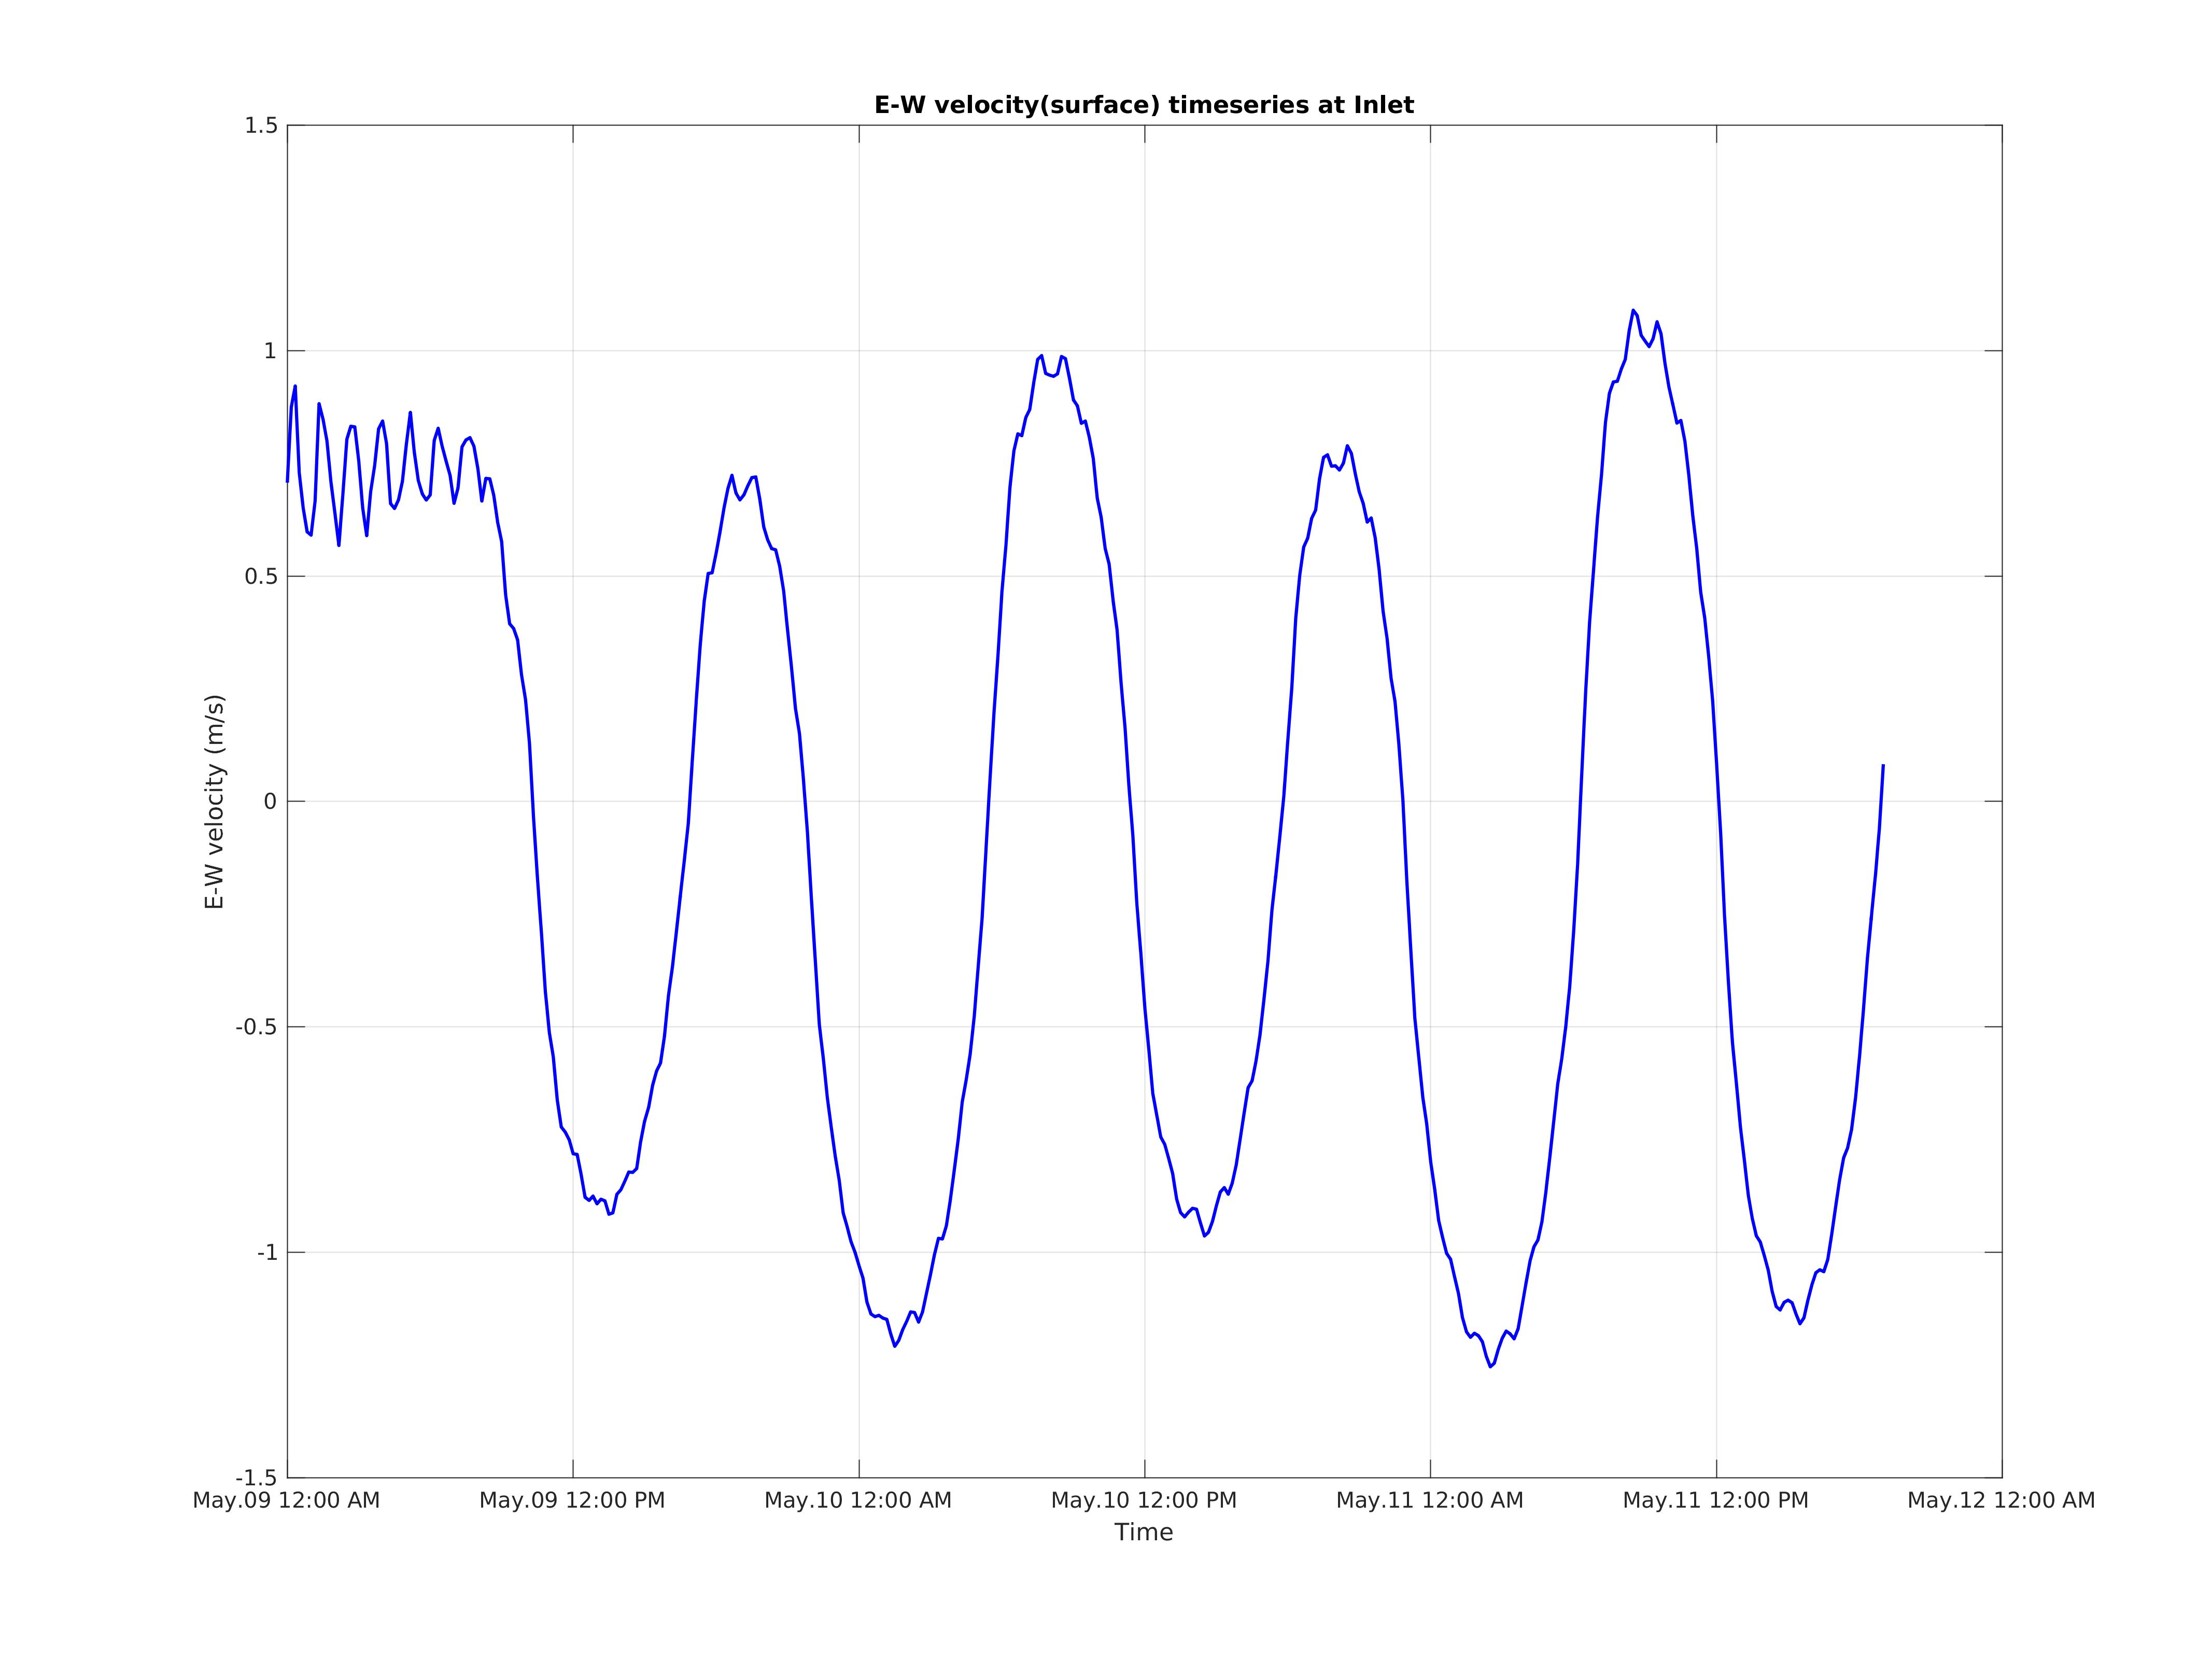 E-W velocity(surface) timeseries at Inlet
1.5
1
0.5
0
-0.5
-1
-1.5
E-W velocity (m/s)
May.09 12:00 AM May.09 12:00 PM May.10 12:00 AM May.10 12:00 PM May.11 12:00 AM May.11 12:00 PM May.12 12:00 AM
Time